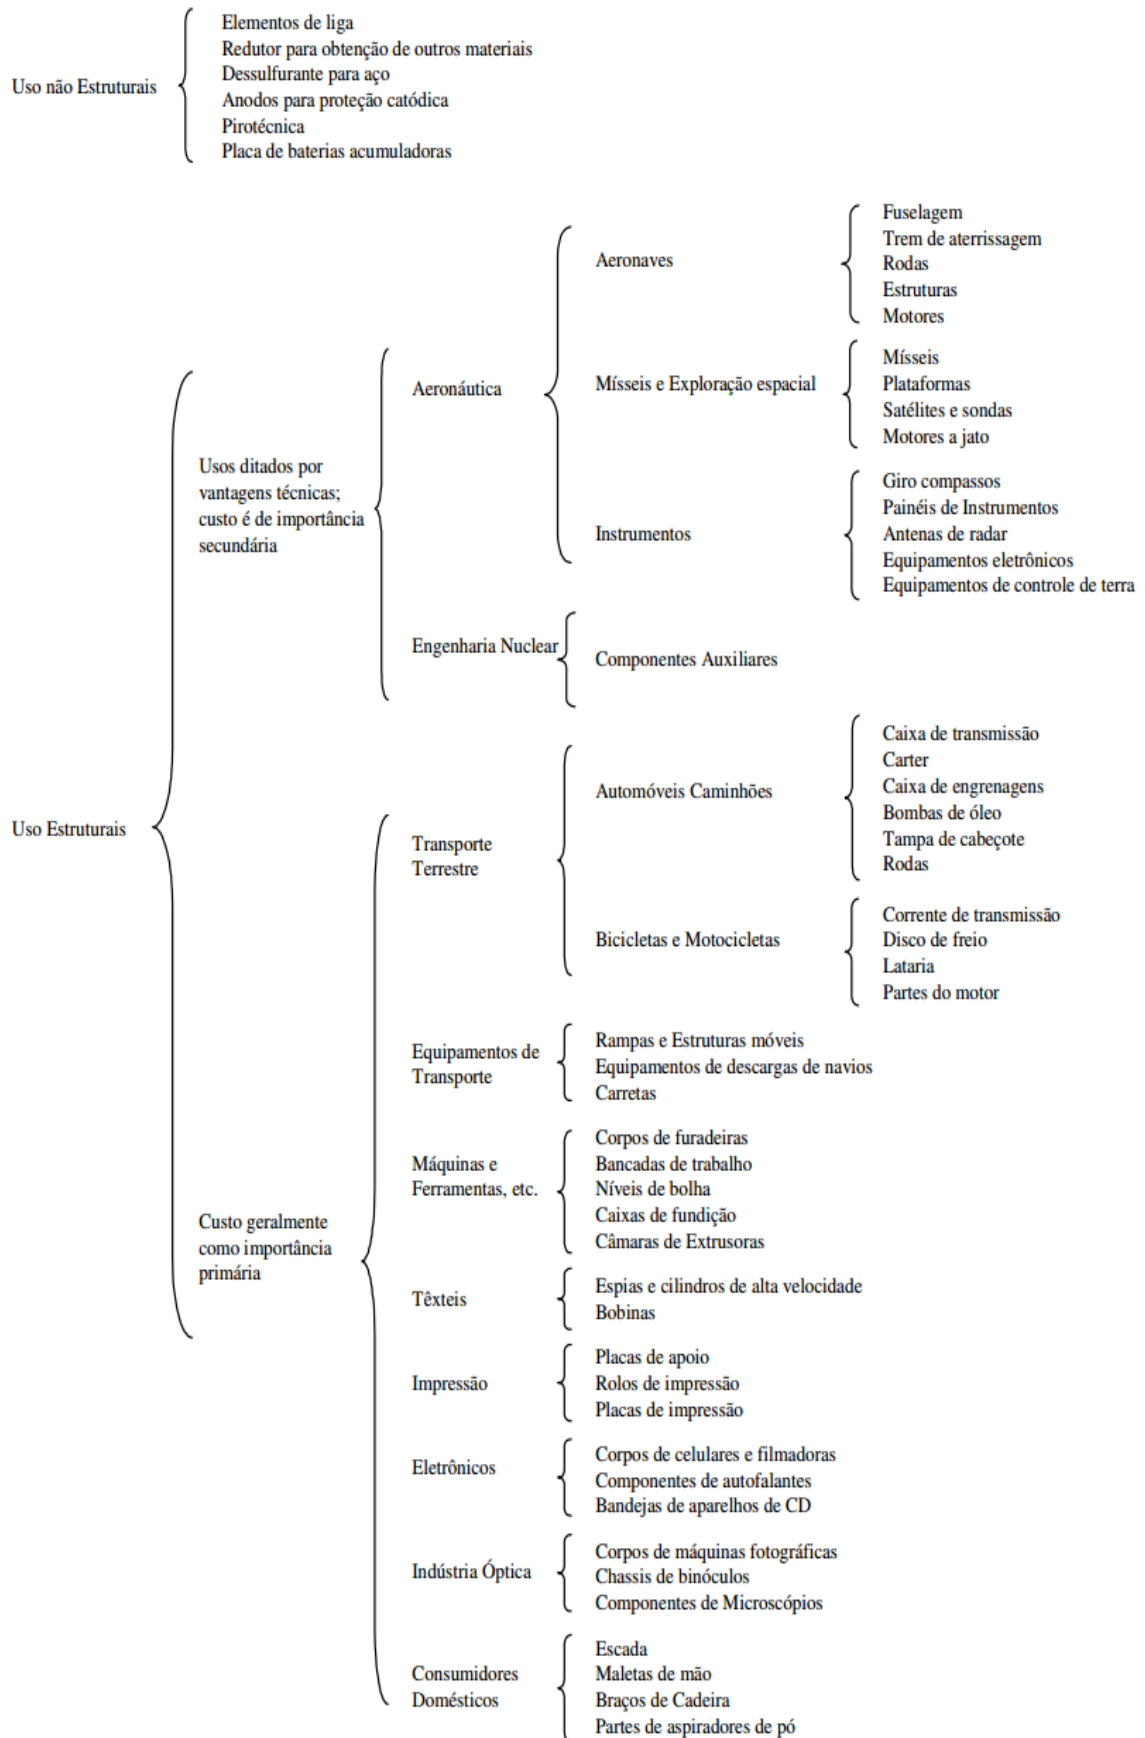 Uso não Estruturais
Elementos de liga
Redutor para obtenção de outros materiais
Dessulfurante para aço
Anodos para proteção catódica
Pirotécnica
Placa de baterias acumuladoras
Uso Estruturais
Usos ditados por
vantagens técnicas;
custo é de importância
secundária
Aeronáutica
Aeronaves
Fuselagem
Trem de aterrissagem
Rodas
Estruturas
Motores
Mísseis e Exploração espacial
Mísseis
Plataformas
Satélites e sondas
Motores a jato
Instrumentos
Giro compassos
Painéis de Instrumentos
Antenas de radar
Equipamentos eletrônicos
Equipamentos de controle de terra
Engenharia Nuclear
Componentes Auxiliares
Custo geralmente
como importância
primária
Transporte
Terrestre
Automóveis Caminhões
Caixa de transmissão
Carter
Caixa de engrenagens
Bombas de óleo
Tampa de cabeçote
Rodas
Bicicletas e Motocicletas
Corrente de transmissão
Disco de freio
Lataria
Partes do motor
Equipamentos de
Transporte
Rampas e Estruturas móveis
Equipamentos de descargas de navios
Carretas
Máquinas e
Ferramentas, etc.
Corpos de furadeiras
Bancadas de trabalho
Níveis de bolha
Caixas de fundição
Câmaras de Extrusoras
Têxteis
Espias e cilindros de alta velocidade
Bobinas
Impressão
Placas de apoio
Rolos de impressão
Placas de impressão
Eletrônicos
Corpos de celulares e filmadoras
Componentes de autofalantes
Bandejas de aparelhos de CD
Indústria Óptica
Corpos de máquinas fotográficas
Chassis de binóculos
Componentes de Microscópios
Consumidores
Domésticos
Escada
Maletas de mão
Braços de Cadeira
Partes de aspiradores de pó